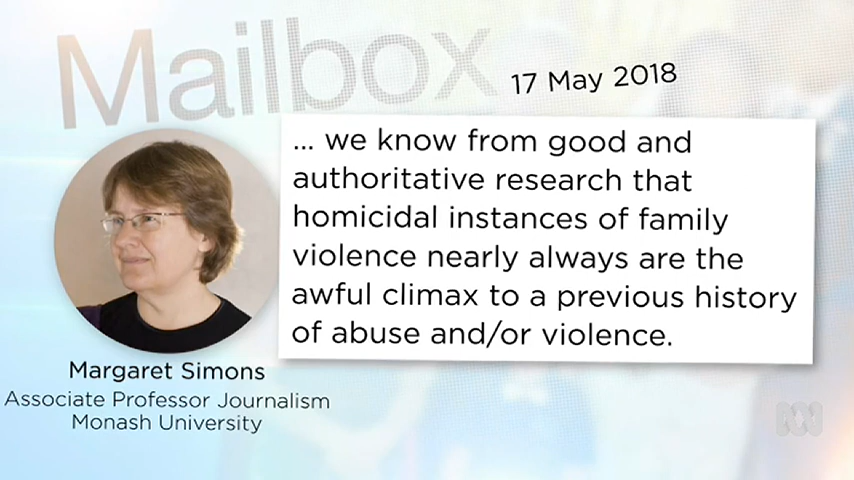 Mailbox
17 May 2018
... we know from good and
authoritative research that
homicidal instances of family
violence nearly always are the
awful climax to a previous history
of abuse and/or violence.
Margaret Simons
Associate Professor Journalism
Monash University